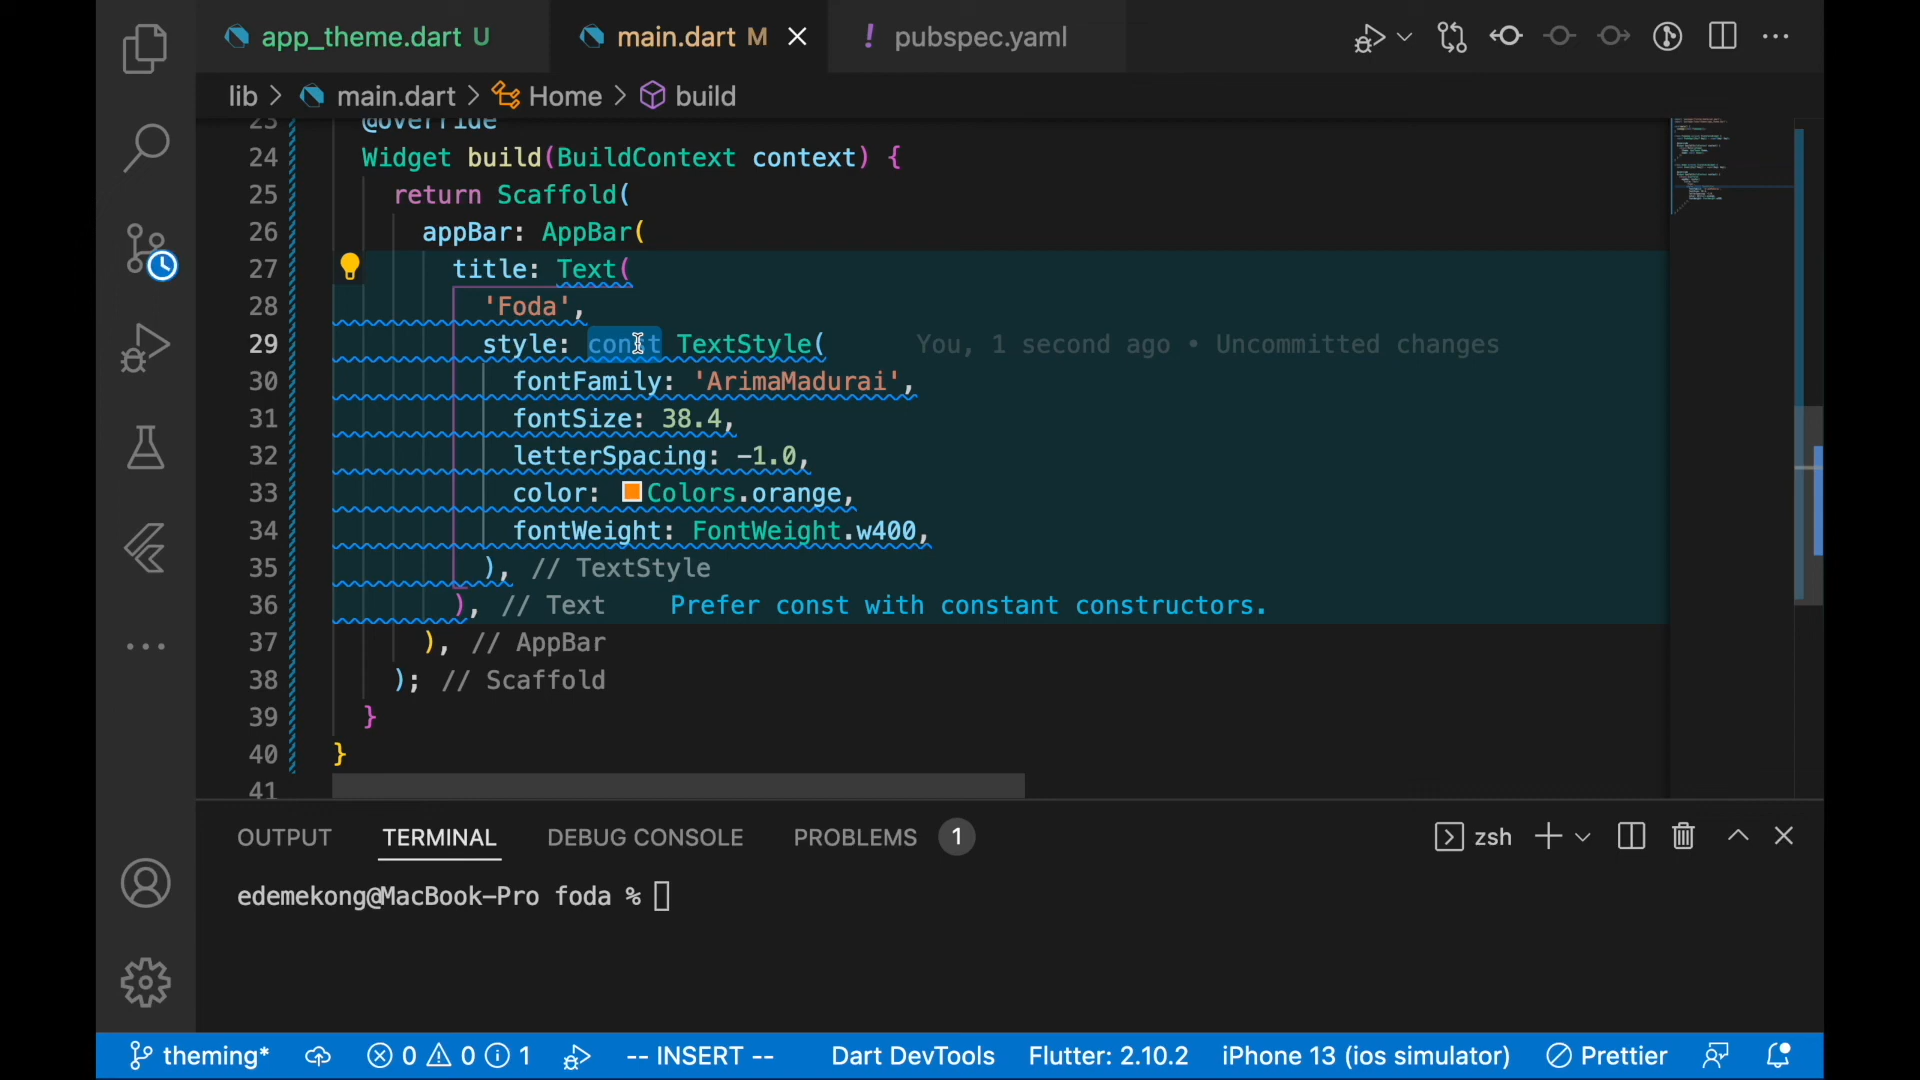 app_theme.dart U
main.dart M
! pubspec.yaml
lib > main.dart > Home > build
23 @override
24 Widget build(BuildContext context) {
25 return Scaffold(
26 appBar: AppBar(
27 title: Text(
28 'Foda',
29 style: const TextStyle( You, 1 second ago • Uncommitted changes
30 fontFamily: 'ArimaMadurai',
31 fontSize: 38.4,
32 letterSpacing: -1.0,
33 color: Colors.orange,
34 fontWeight: FontWeight.w400,
35 ), // TextStyle
36 ), // Text Prefer const with constant constructors.
37 ), // AppBar
38 ); // Scaffold
39 }
40 }
41
OUTPUT TERMINAL DEBUG CONSOLE PROBLEMS 1 zsh
edemekong@MacBook-Pro foda %
theming* 0 0 1 -- INSERT -- Dart DevTools Flutter: 2.10.2 iPhone 13 (ios simulator) Prettier